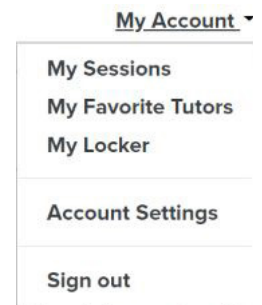 My Account
My Sessions
My Favorite Tutors
My Locker
Account Settings
Sign out